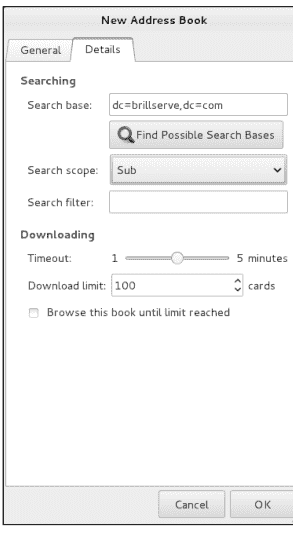 New Address Book
General Details
Searching
Search base: dc=brillserve,dc=com
Find Possible Search Bases
Search scope: Sub
Search filter:
Downloading
Timeout: 1 5 minutes
Download limit: 100 cards
Browse this book until limit reached
Cancel OK